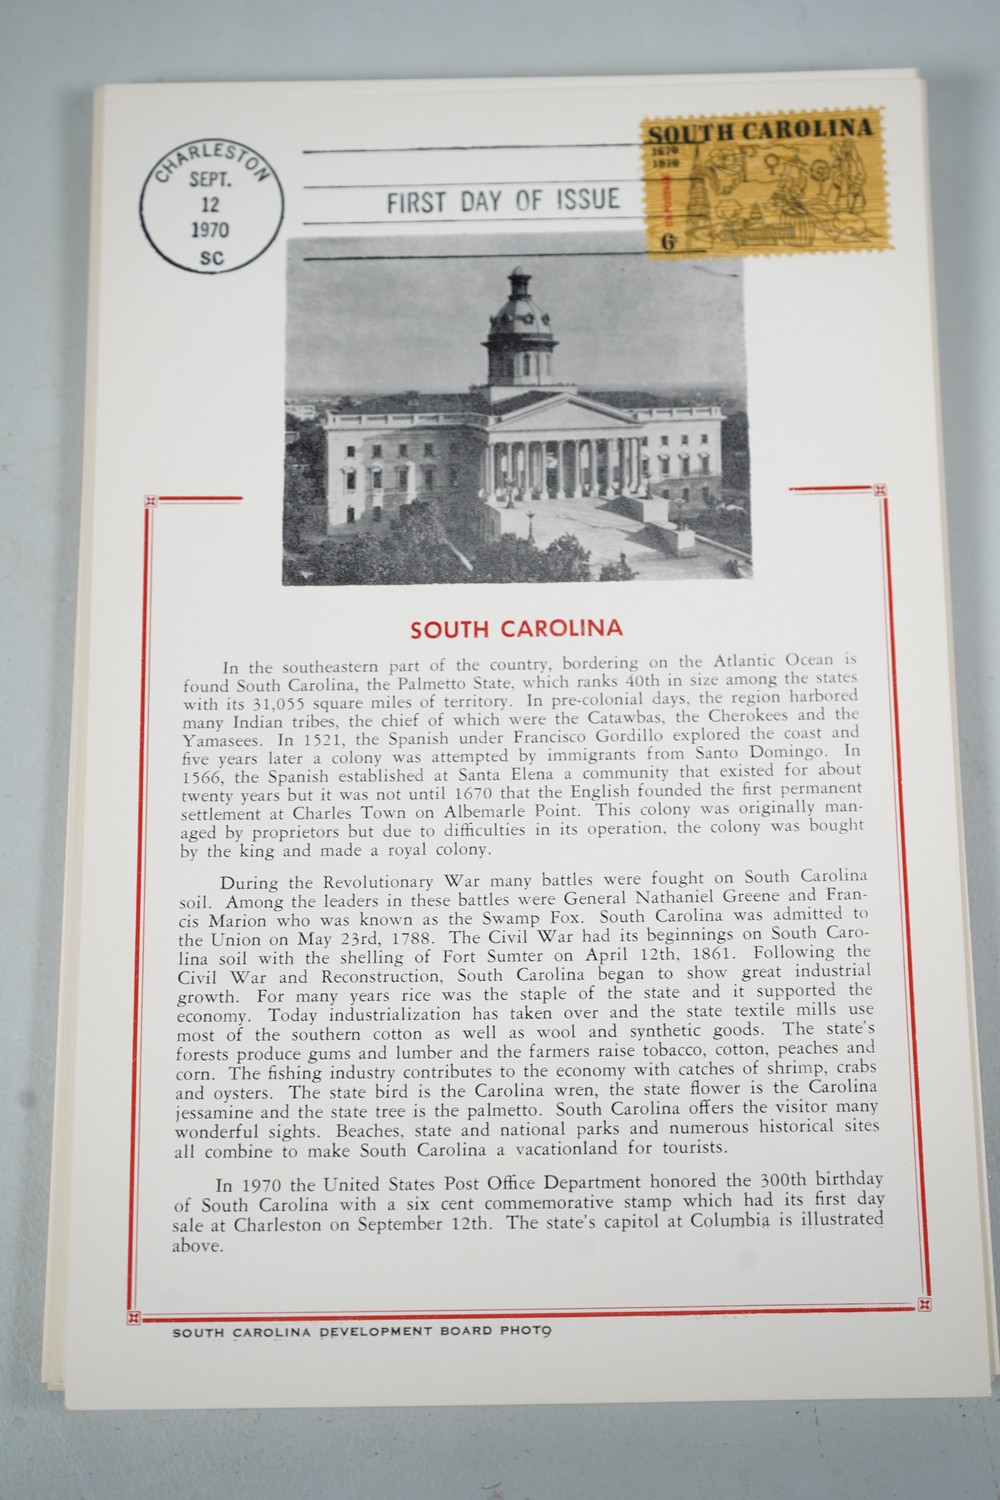 CHARLESTON
SEPT.
12
1970
SC
FIRST DAY OF ISSUE
SOUTH CAROLINA
1670
1970
US POSTAGE
6c
SOUTH CAROLINA
In the southeastern part of the country, bordering on the Atlantic Ocean is
found South Carolina, the Palmetto State, which ranks 40th in size among the states
with its 31,055 square miles of territory. In pre-colonial days, the region harbored
many Indian tribes, the chief of which were the Catawbas, the Cherokees and the
Yamasees. In 1521, the Spanish under Francisco Gordillo explored the coast and
five years later a colony was attempted by immigrants from Santo Domingo. In
1566, the Spanish established at Santa Elena a community that existed for about
twenty years but it was not until 1670 that the English founded the first permanent
settlement at Charles Town on Albemarle Point. This colony was originally man-
aged by proprietors but due to difficulties in its operation, the colony was bought
by the king and made a royal colony.
During the Revolutionary War many battles were fought on South Carolina
soil. Among the leaders in these battles were General Nathaniel Greene and Fran-
cis Marion who was known as the Swamp Fox. South Carolina was admitted to
the Union on May 23rd, 1788. The Civil War had its beginnings on South Caro-
lina soil with the shelling of Fort Sumter on April 12th, 1861. Following the
Civil War and Reconstruction, South Carolina began to show great industrial
growth. For many years rice was the staple of the state and it supported the
economy. Today industrialization has taken over and the state textile mills use
most of the southern cotton as well as wool and synthetic goods. The state's
forests produce gums and lumber and the farmers raise tobacco, cotton, peaches and
corn. The fishing industry contributes to the economy with catches of shrimp, crabs
and oysters. The state bird is the Carolina wren, the state flower is the Carolina
jessamine and the state tree is the palmetto. South Carolina offers the visitor many
wonderful sights. Beaches, state and national parks and numerous historical sites
all combine to make South Carolina a vacationland for tourists.
In 1970 the United States Post Office Department honored the 300th birthday
of South Carolina with a six cent commemorative stamp which had its first day
sale at Charleston on September 12th. The state's capitol at Columbia is illustrated
above.
SOUTH CAROLINA DEVELOPMENT BOARD PHOTO